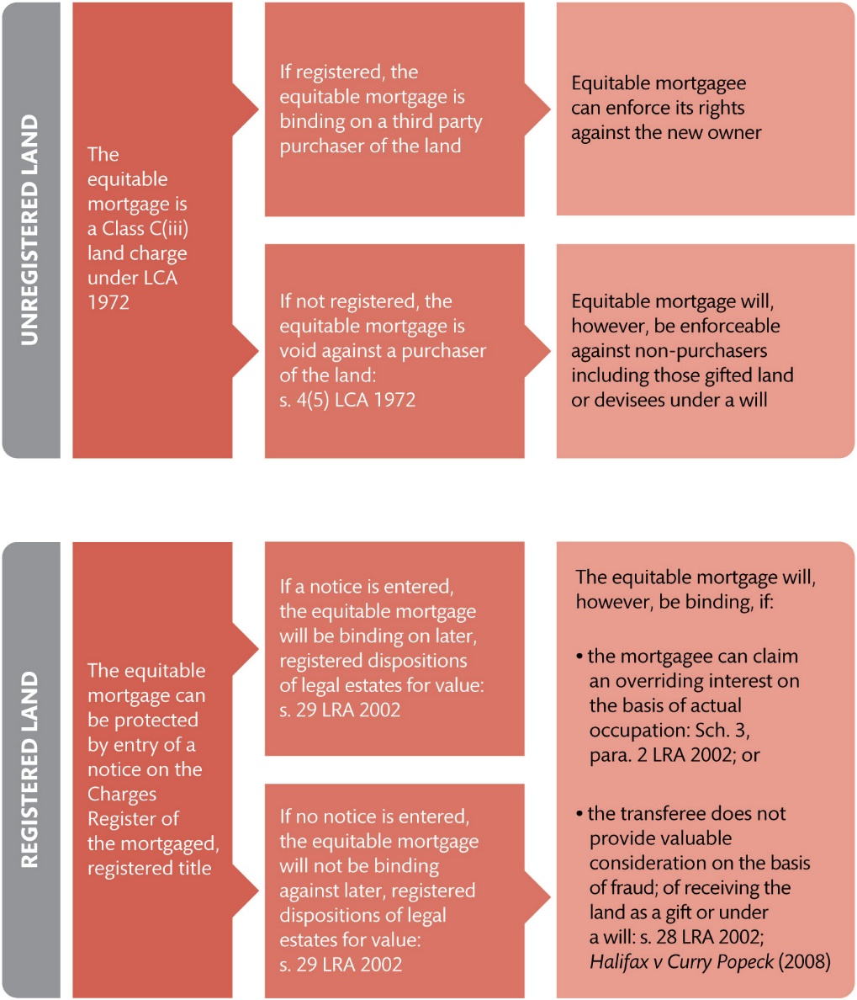 UNREGISTERED LAND
The
equitable
mortgage is
a Class C(iii)
land charge
under LCA
1972
If registered, the
equitable mortgage is
binding on a third party
purchaser of the land
Equitable mortgagee
can enforce its rights
against the new owner
If not registered, the
equitable mortgage is
void against a purchaser
of the land:
s. 4(5) LCA 1972
Equitable mortgage will,
however, be enforceable
against non-purchasers
including those gifted land
or devisees under a will
REGISTERED LAND
The equitable
mortgage can
be protected
by entry of a
notice on the
Charges
Register of
the mortgaged,
registered title
If a notice is entered,
the equitable mortgage
will be binding on later,
registered dispositions
of legal estates for value:
s. 29 LRA 2002
If no notice is entered,
the equitable mortgage
will not be binding
against later, registered
dispositions of legal
estates for value:
s. 29 LRA 2002
The equitable mortgage will,
however, be binding, if:
• the mortgagee can claim
an overriding interest on
the basis of actual
occupation: Sch. 3,
para. 2 LRA 2002; or
• the transferee does not
provide valuable
consideration on the basis
of fraud; of receiving the
land as a gift or under
a will: s. 28 LRA 2002;
Halifax v Curry Popeck (2008)